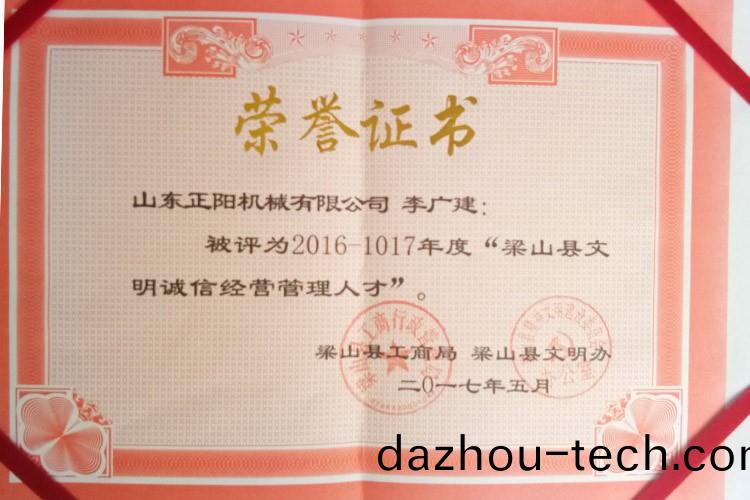 荣誉证书
山东正阳机械有限公司 李广建：
被评为2016-1017年度“梁山县文
明诚信经营管理人才”。
梁山县工商局 梁山县文明办
二〇一七年五月
dazhou-tech.com